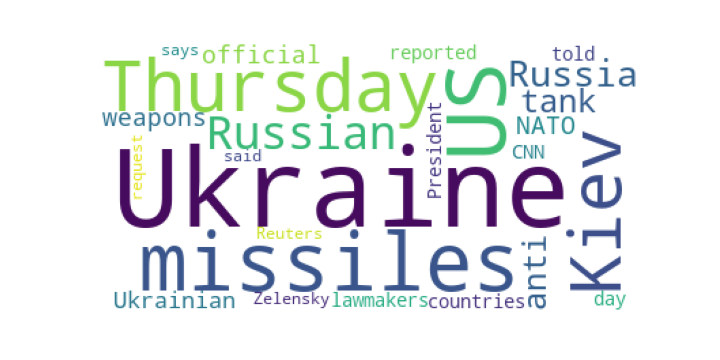 says official reported told
Thursday US Russia
weapons Russian President NATO tank
request said CNN
Ukraine Kiev
Reuters
missiles anti
Ukrainian Zelensky lawmakers countries day